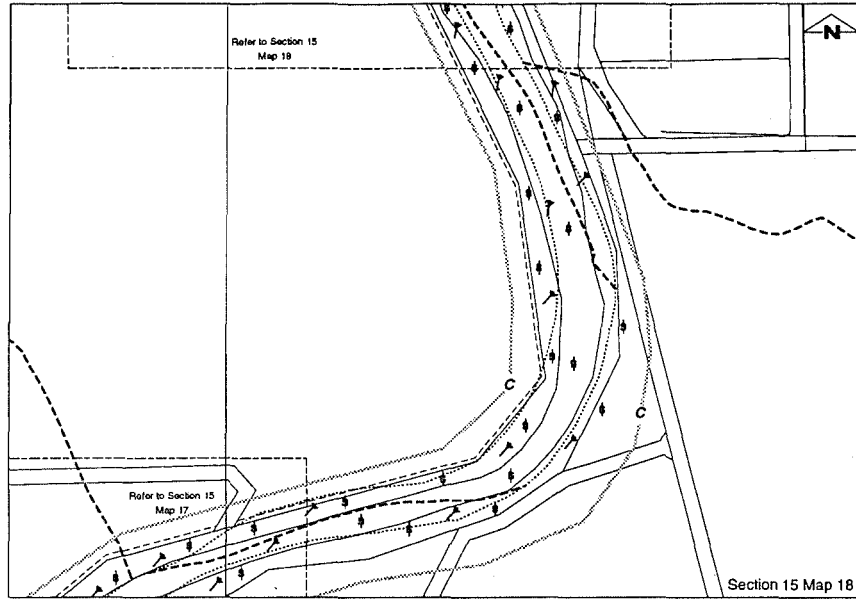 Refer to Section 15
Map 18
N
C
C
Refer to Section 15
Map 17
Section 15 Map 18